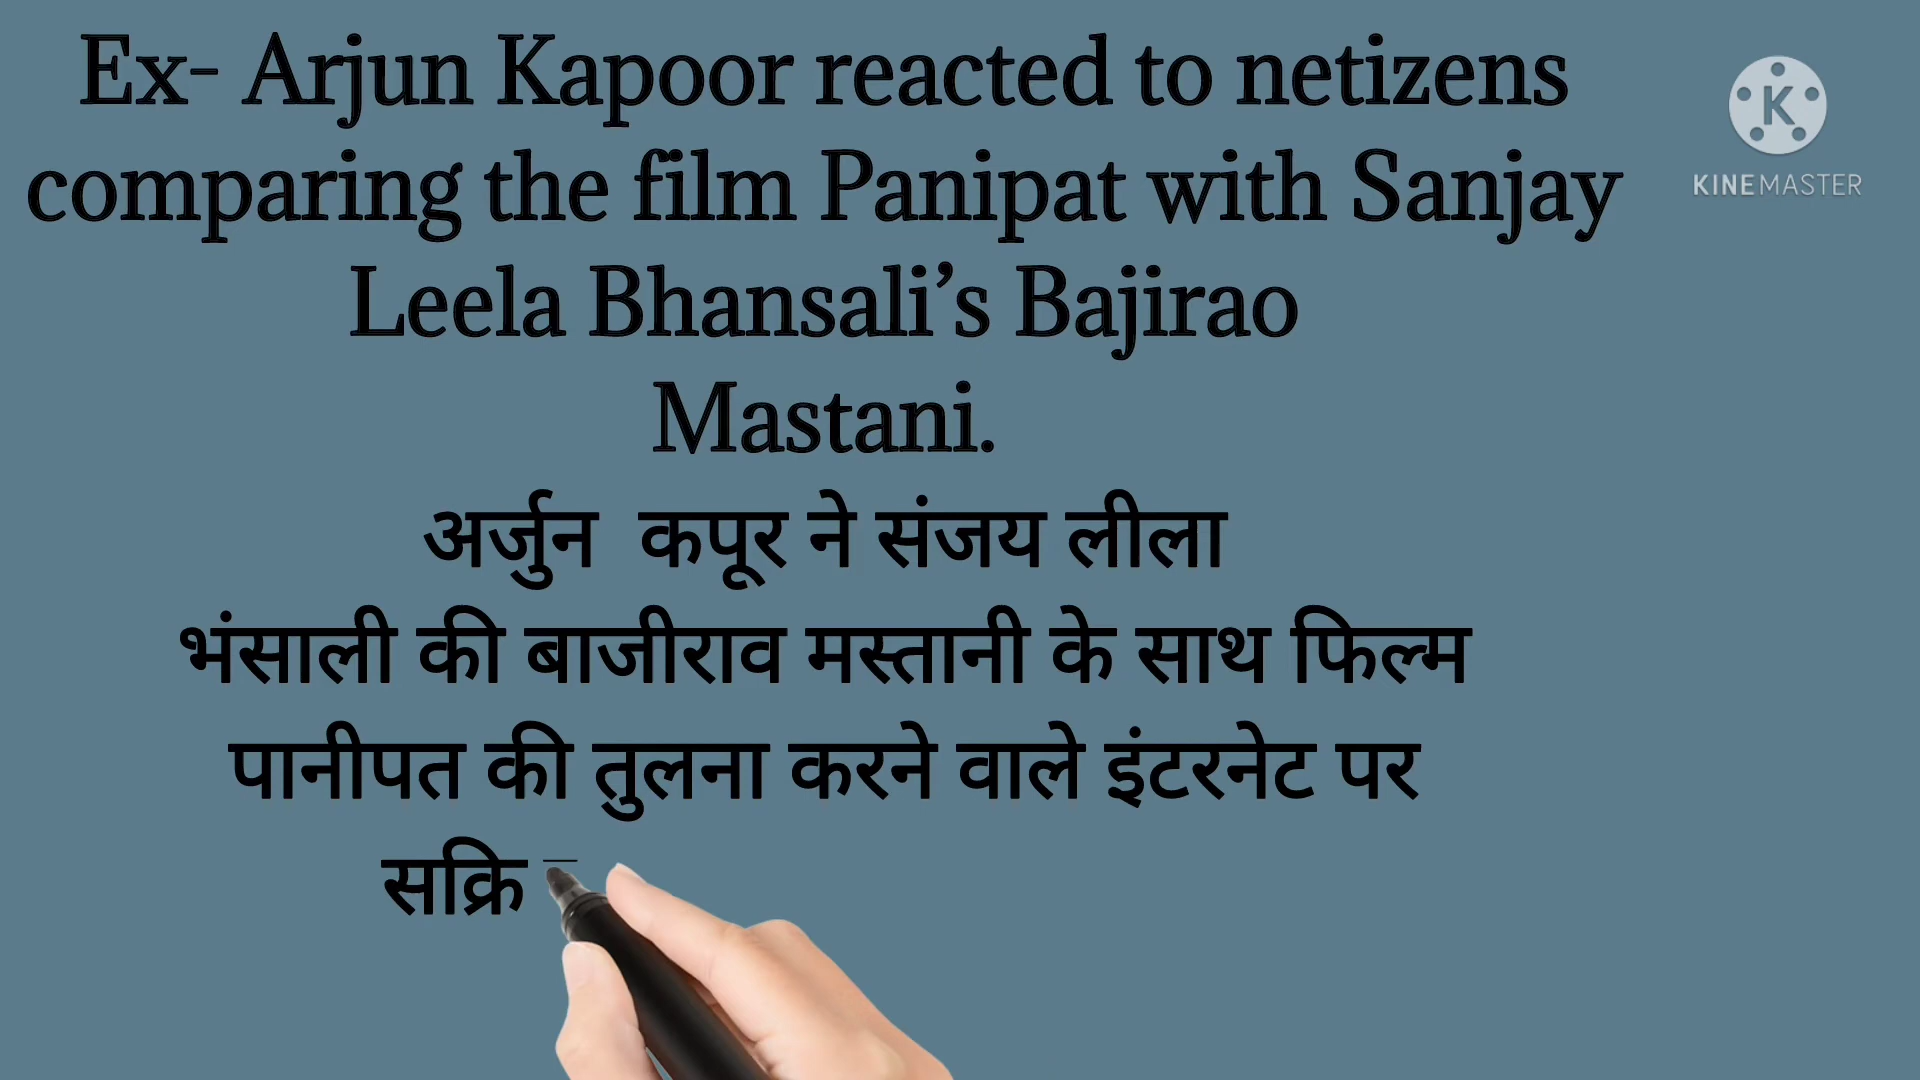 Ex- Arjun Kapoor reacted to netizens
comparing the film Panipat with Sanjay
Leela Bhansali’s Bajirao
Mastani.
अर्जुन  कपूर ने संजय लीला
भंसाली की बाजीराव मस्तानी के साथ फिल्म
पानीपत की तुलना करने वाले इंटरनेट पर
सक्रि
K
KINEMASTER